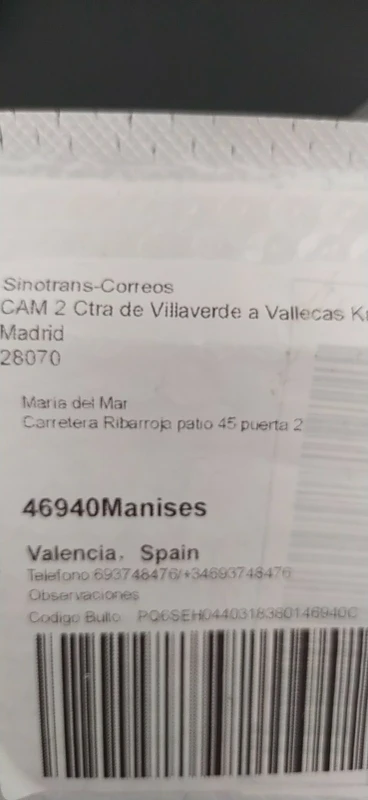 Sinotrans-Correos
CAM 2 Ctra de Villaverde a Vallecas
Madrid
28070
Maria del Mar
Carretera Ribarroja patio 45 puerta 2
46940Manises
Valencia, Spain
Telefono 693748476/+34693748476
Observaciones
Codigo Bulto PQ6SEH0440318380146940C